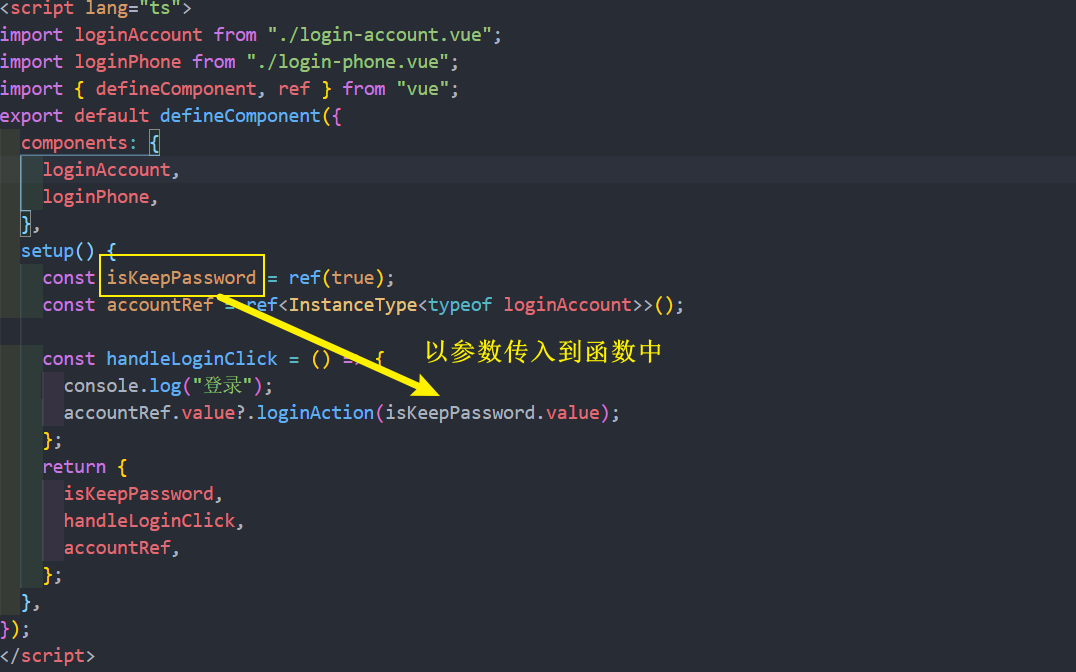 <script lang="ts">
import loginAccount from "./login-account.vue";
import loginPhone from "./login-phone.vue";
import { defineComponent, ref } from "vue";
export default defineComponent({
components: {
loginAccount,
loginPhone,
},
setup() {
const isKeepPassword = ref(true);
const accountRef = ref<InstanceType<typeof loginAccount>>();
const handleLoginClick = () => {
以参数传入到函数中
console.log("登录");
accountRef.value?.loginAction(isKeepPassword.value);
};
return {
isKeepPassword,
handleLoginClick,
accountRef,
};
},
});
</script>